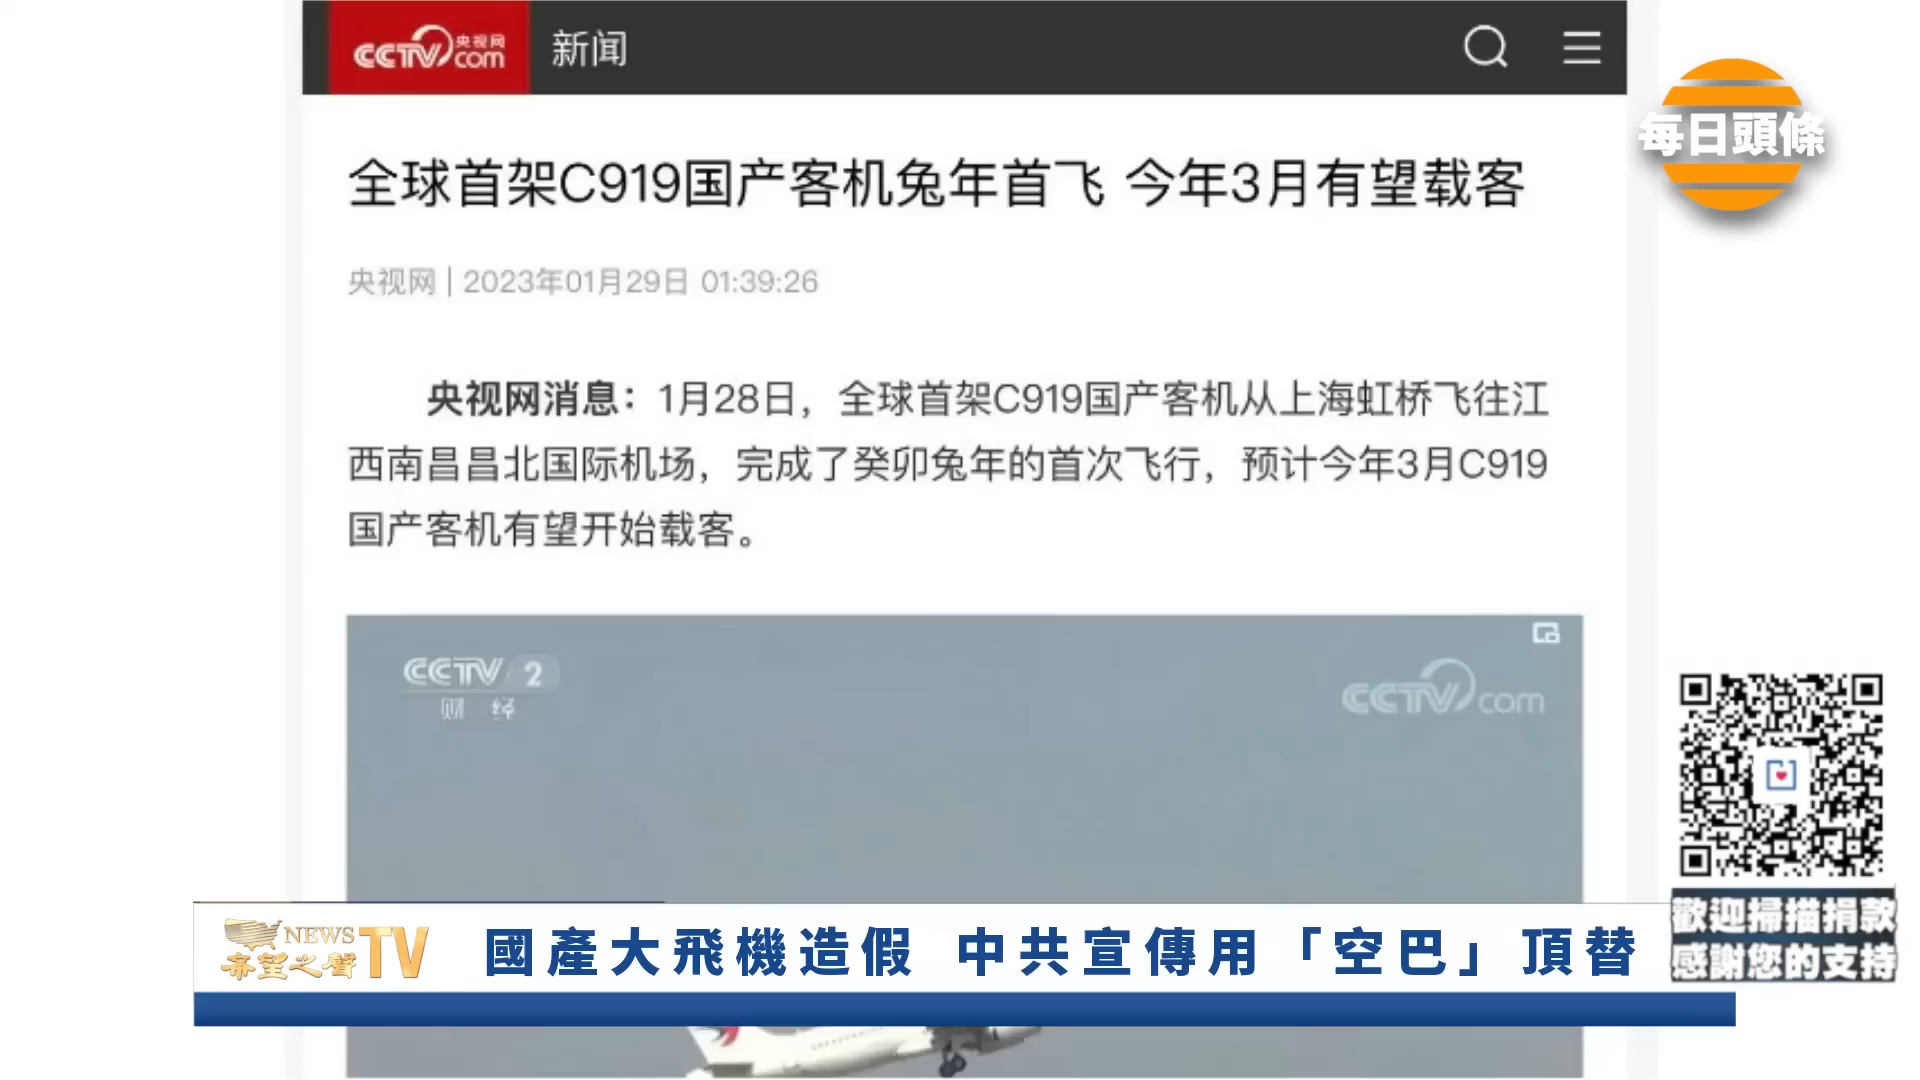 CCTV.com 央视网 新闻
每日頭條
全球首架C919国产客机兔年首飞 今年3月有望载客
央视网 | 2023年01月29日 01:39:26
央视网消息：1月28日，全球首架C919国产客机从上海虹桥飞往江
西南昌昌北国际机场，完成了癸卯兔年的首次飞行，预计今年3月C919
国产客机有望开始载客。
CCTV 2
财 经
CCTV.com
NEWS
希望之聲 TV
國產大飛機造假 中共宣傳用「空巴」頂替
歡迎掃描捐款
感謝您的支持